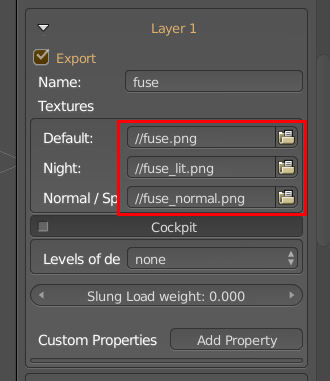 Layer 1
Export
Name: fuse
Textures
Default: //fuse.png
Night: //fuse_lit.png
Normal / Sp //fuse_normal.png
Cockpit
Levels of de none
Slung Load weight: 0.000
Custom Properties Add Property